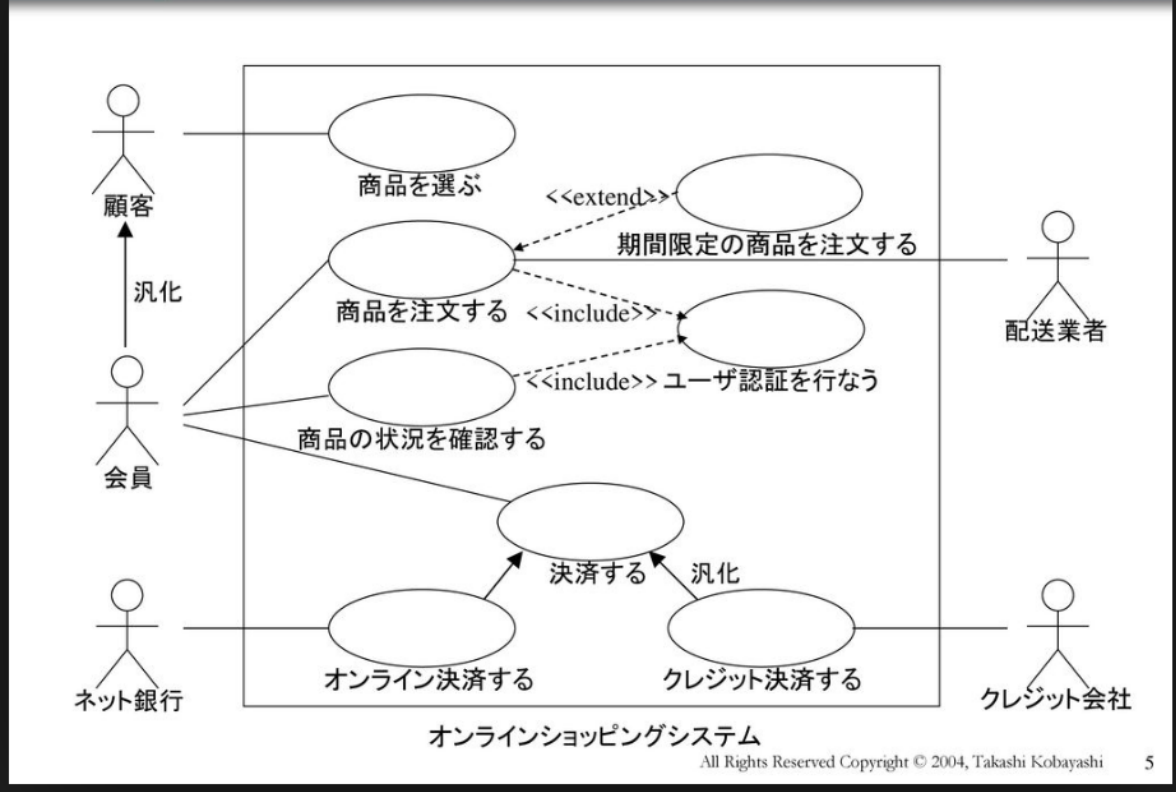 商品を選ぶ
<<extend>>
顧客
期間限定の商品を注文する
汎化
商品を注文する
<<include>>
配送業者
<<include>>
ユーザ認証を行なう
商品の状況を確認する
会員
決済する
汎化
オンライン決済する
クレジット決済する
ネット銀行
クレジット会社
オンラインショッピングシステム
All Rights Reserved Copyright © 2004, Takashi Kobayashi
5